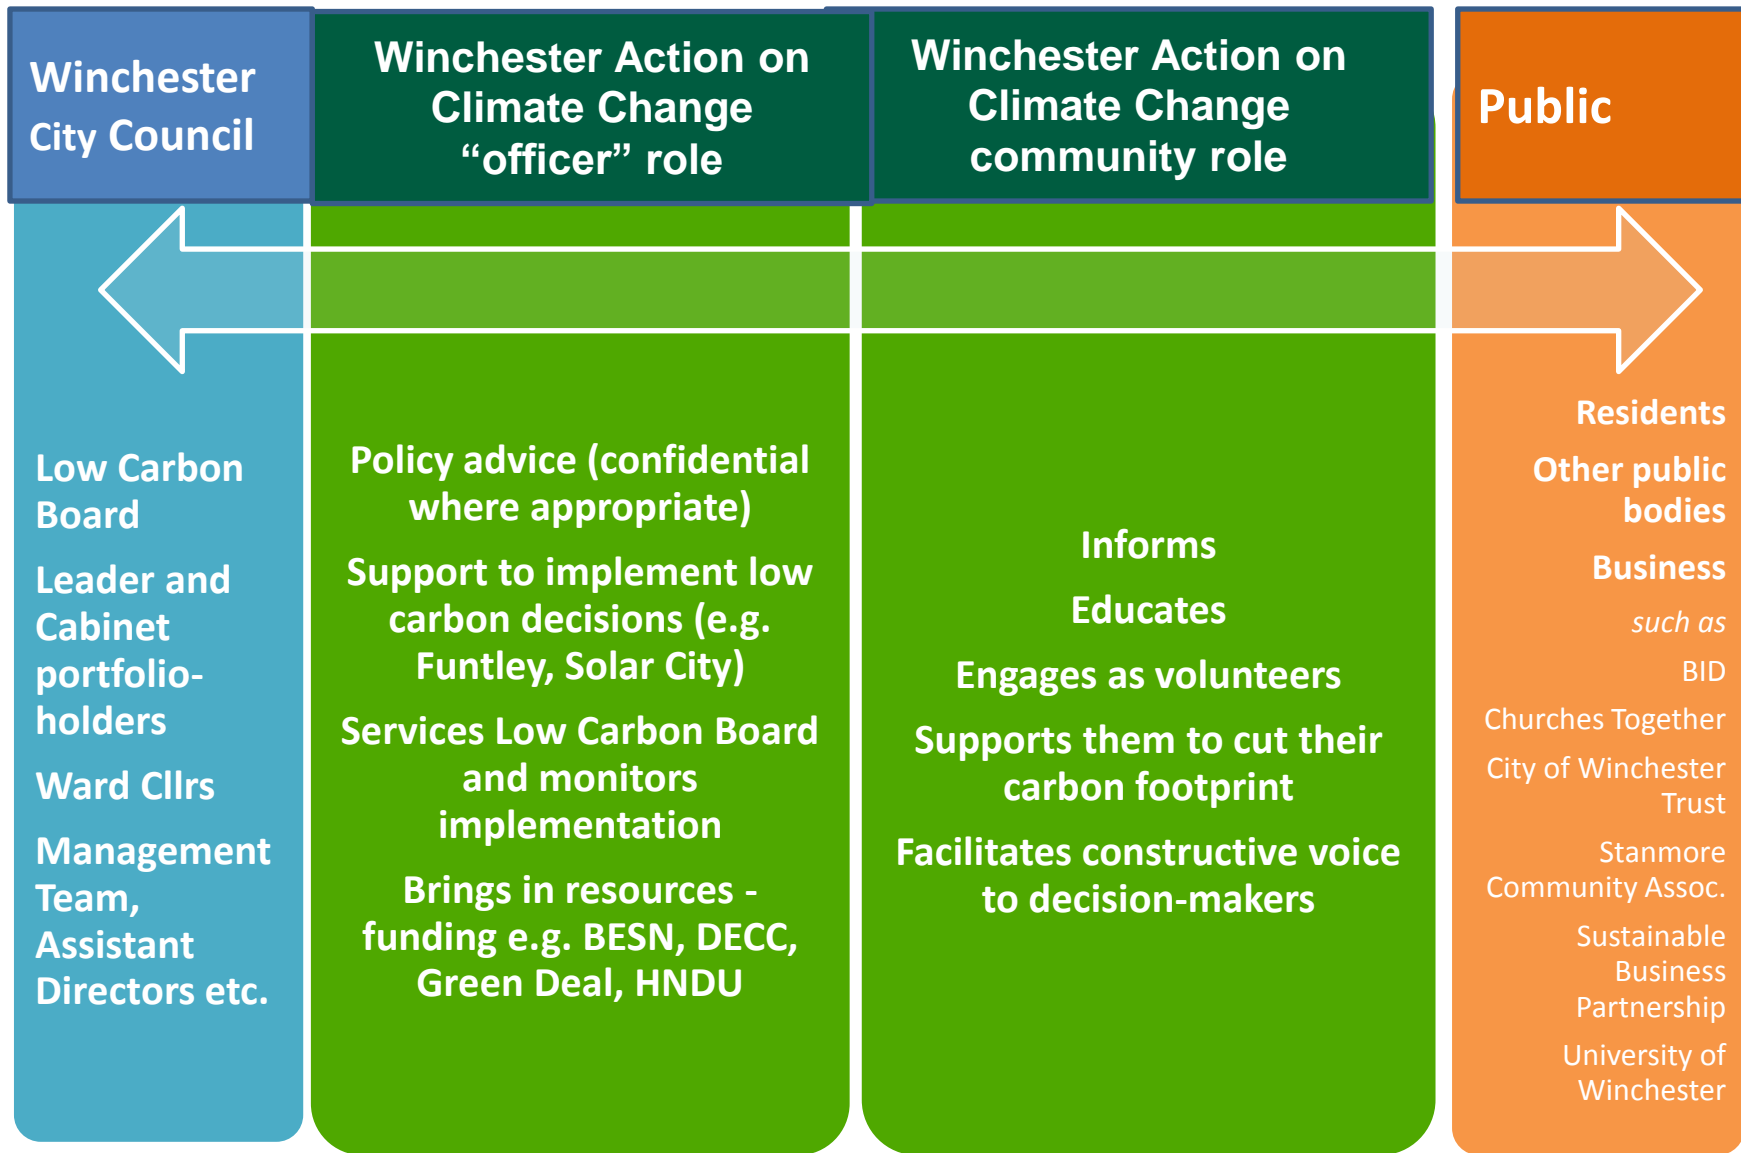 Winchester
City Council
Low Carbon
Board
Leader and
Cabinet
portfolio-
holders
Ward Cllrs
Management
Team,
Assistant
Directors etc.
Winchester Action on
Climate Change
“officer” role
Policy advice (confidential
where appropriate)
Support to implement low
carbon decisions (e.g.
Funtley, Solar City)
Services Low Carbon Board
and monitors
implementation
Brings in resources -
funding e.g. BESN, DECC,
Green Deal, HNDU
Winchester Action on
Climate Change
community role
Informs
Educates
Engages as volunteers
Supports them to cut their
carbon footprint
Facilitates constructive voice
to decision-makers
Public
Residents
Other public
bodies
Business
such as
BID
Churches Together
City of Winchester
Trust
Stanmore
Community Assoc.
Sustainable
Business
Partnership
University of
Winchester